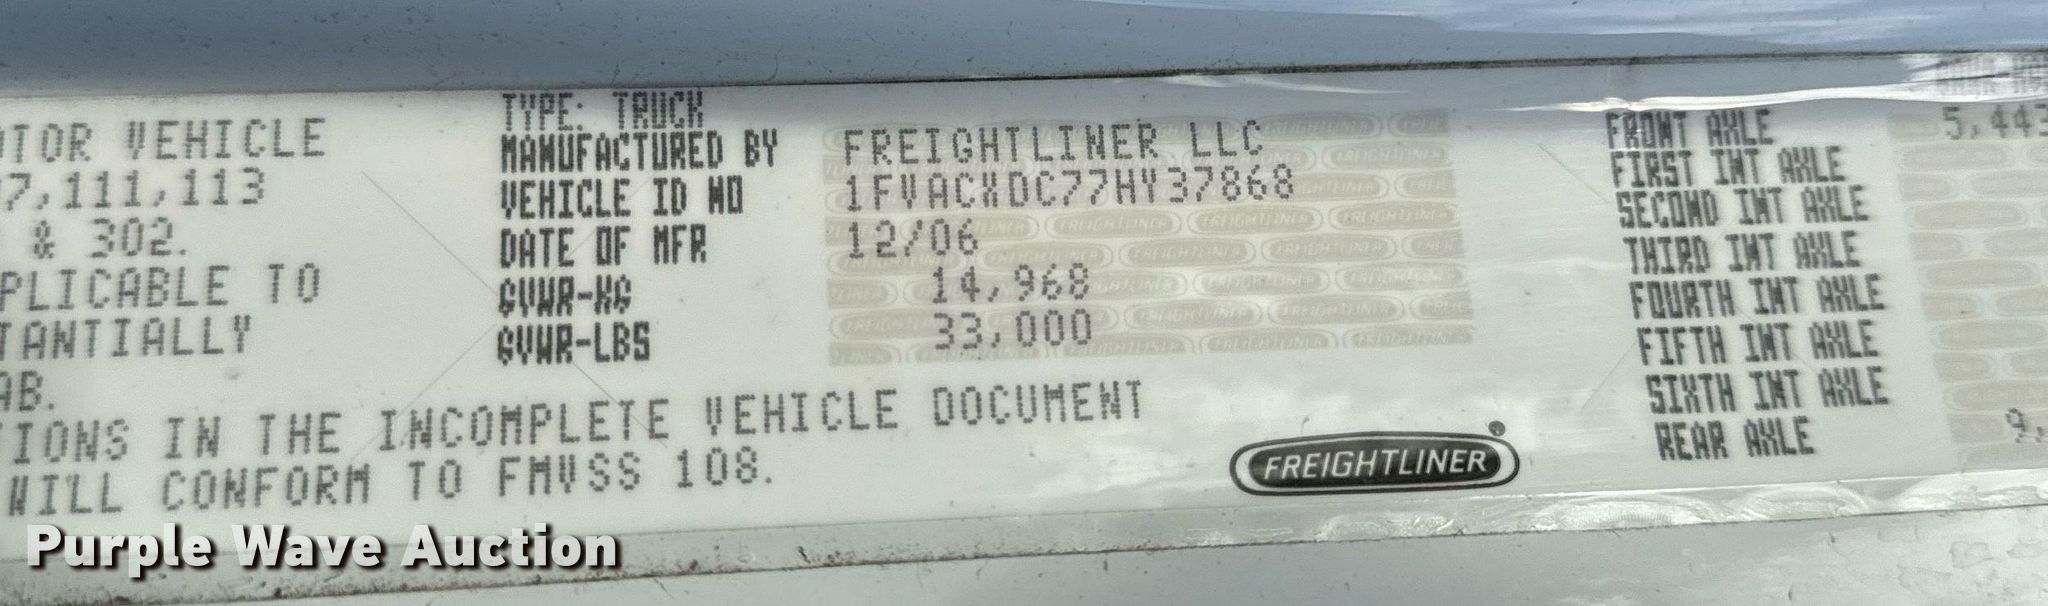 OTOR VEHICLE
07,111,113
& 302.
PLICABLE TO
TANTIALLY
AB.
TIONS IN THE INCOMPLETE VEHICLE DOCUMENT
WILL CONFORM TO FMVSS 108.
TYPE: TRUCK
MANUFACTURED BY FREIGHTLINER LLC
VEHICLE ID NO 1FVACXDC77HY37868
DATE OF MFR 12/06
GVWR-KG 14,968
GVWR-LBS 33,000
FREIGHTLINER
FRONT AXLE 5,443
FIRST INT AXLE
SECOND INT AXLE
THIRD INT AXLE
FOURTH INT AXLE
FIFTH INT AXLE
SIXTH INT AXLE
REAR AXLE 9,
Purple Wave Auction